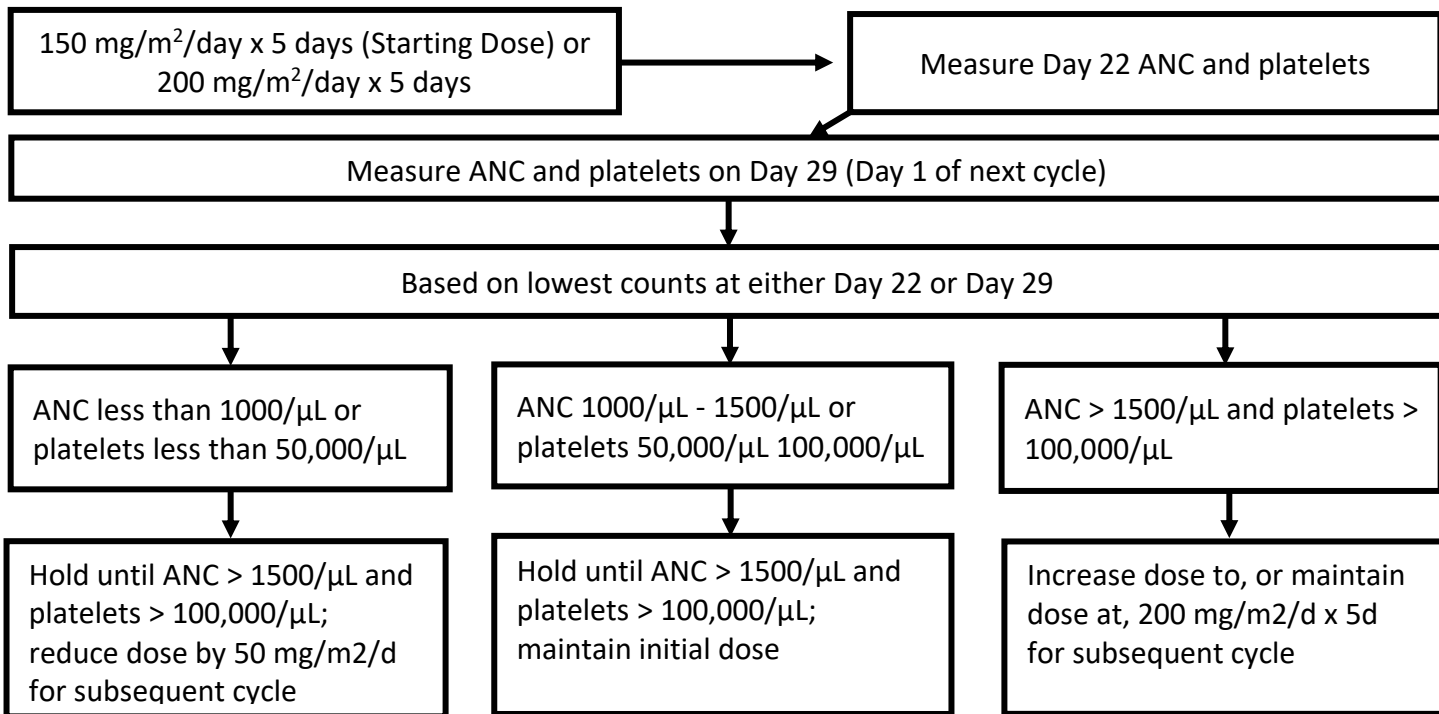 150 mg/m²/day x 5 days (Starting Dose) or
200 mg/m²/day x 5 days
Measure Day 22 ANC and platelets
Measure ANC and platelets on Day 29 (Day 1 of next cycle)
Based on lowest counts at either Day 22 or Day 29
ANC less than 1000/μL or
platelets less than 50,000/μL
ANC 1000/μL - 1500/μL or
platelets 50,000/μL 100,000/μL
ANC > 1500/μL and platelets >
100,000/μL
Hold until ANC > 1500/μL and
platelets > 100,000/μL;
reduce dose by 50 mg/m2/d
for subsequent cycle
Hold until ANC > 1500/μL and
platelets > 100,000/μL;
maintain initial dose
Increase dose to, or maintain
dose at, 200 mg/m2/d x 5d
for subsequent cycle